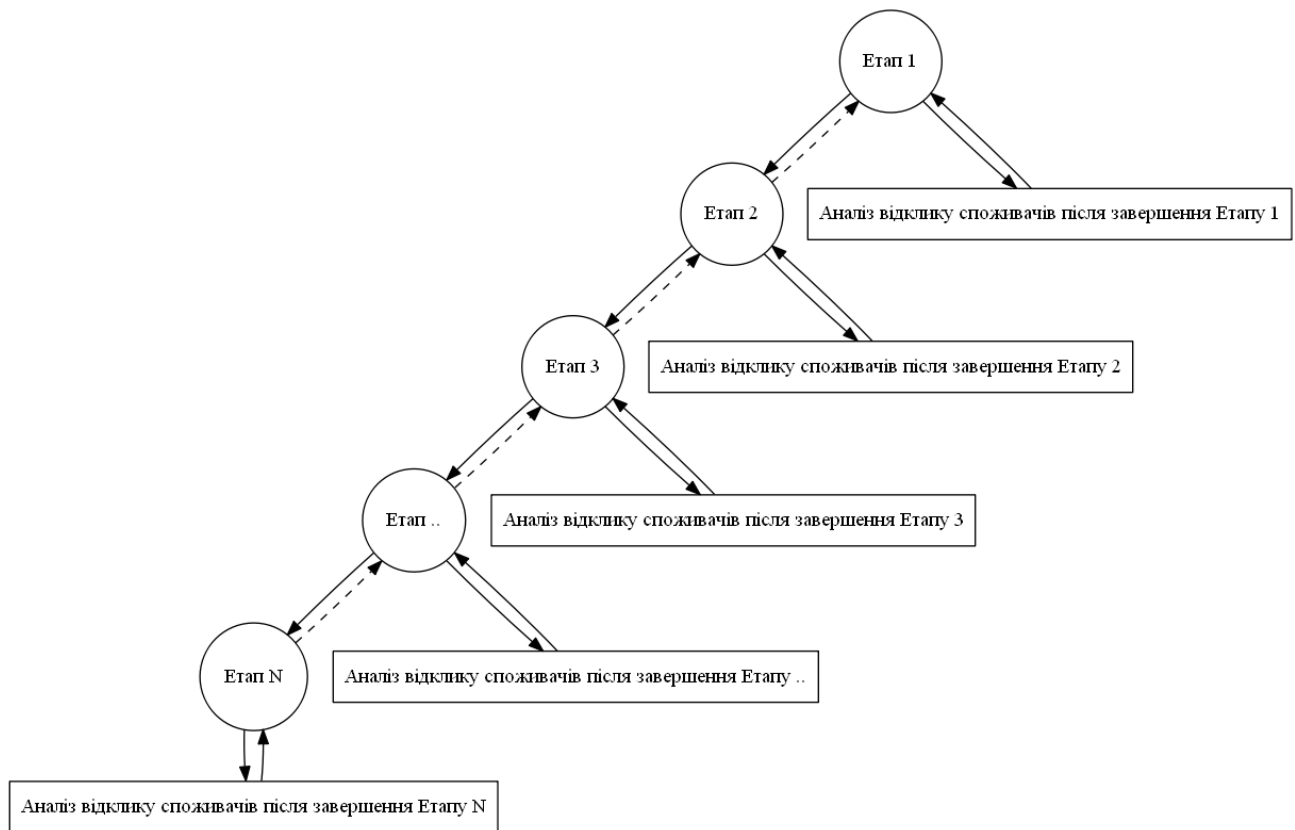 Етап 1
Аналіз відклику споживачів після завершення Етапу 1
Етап 2
Аналіз відклику споживачів після завершення Етапу 2
Етап 3
Аналіз відклику споживачів після завершення Етапу 3
Етап ..
Аналіз відклику споживачів після завершення Етапу ..
Етап N
Аналіз відклику споживачів після завершення Етапу N